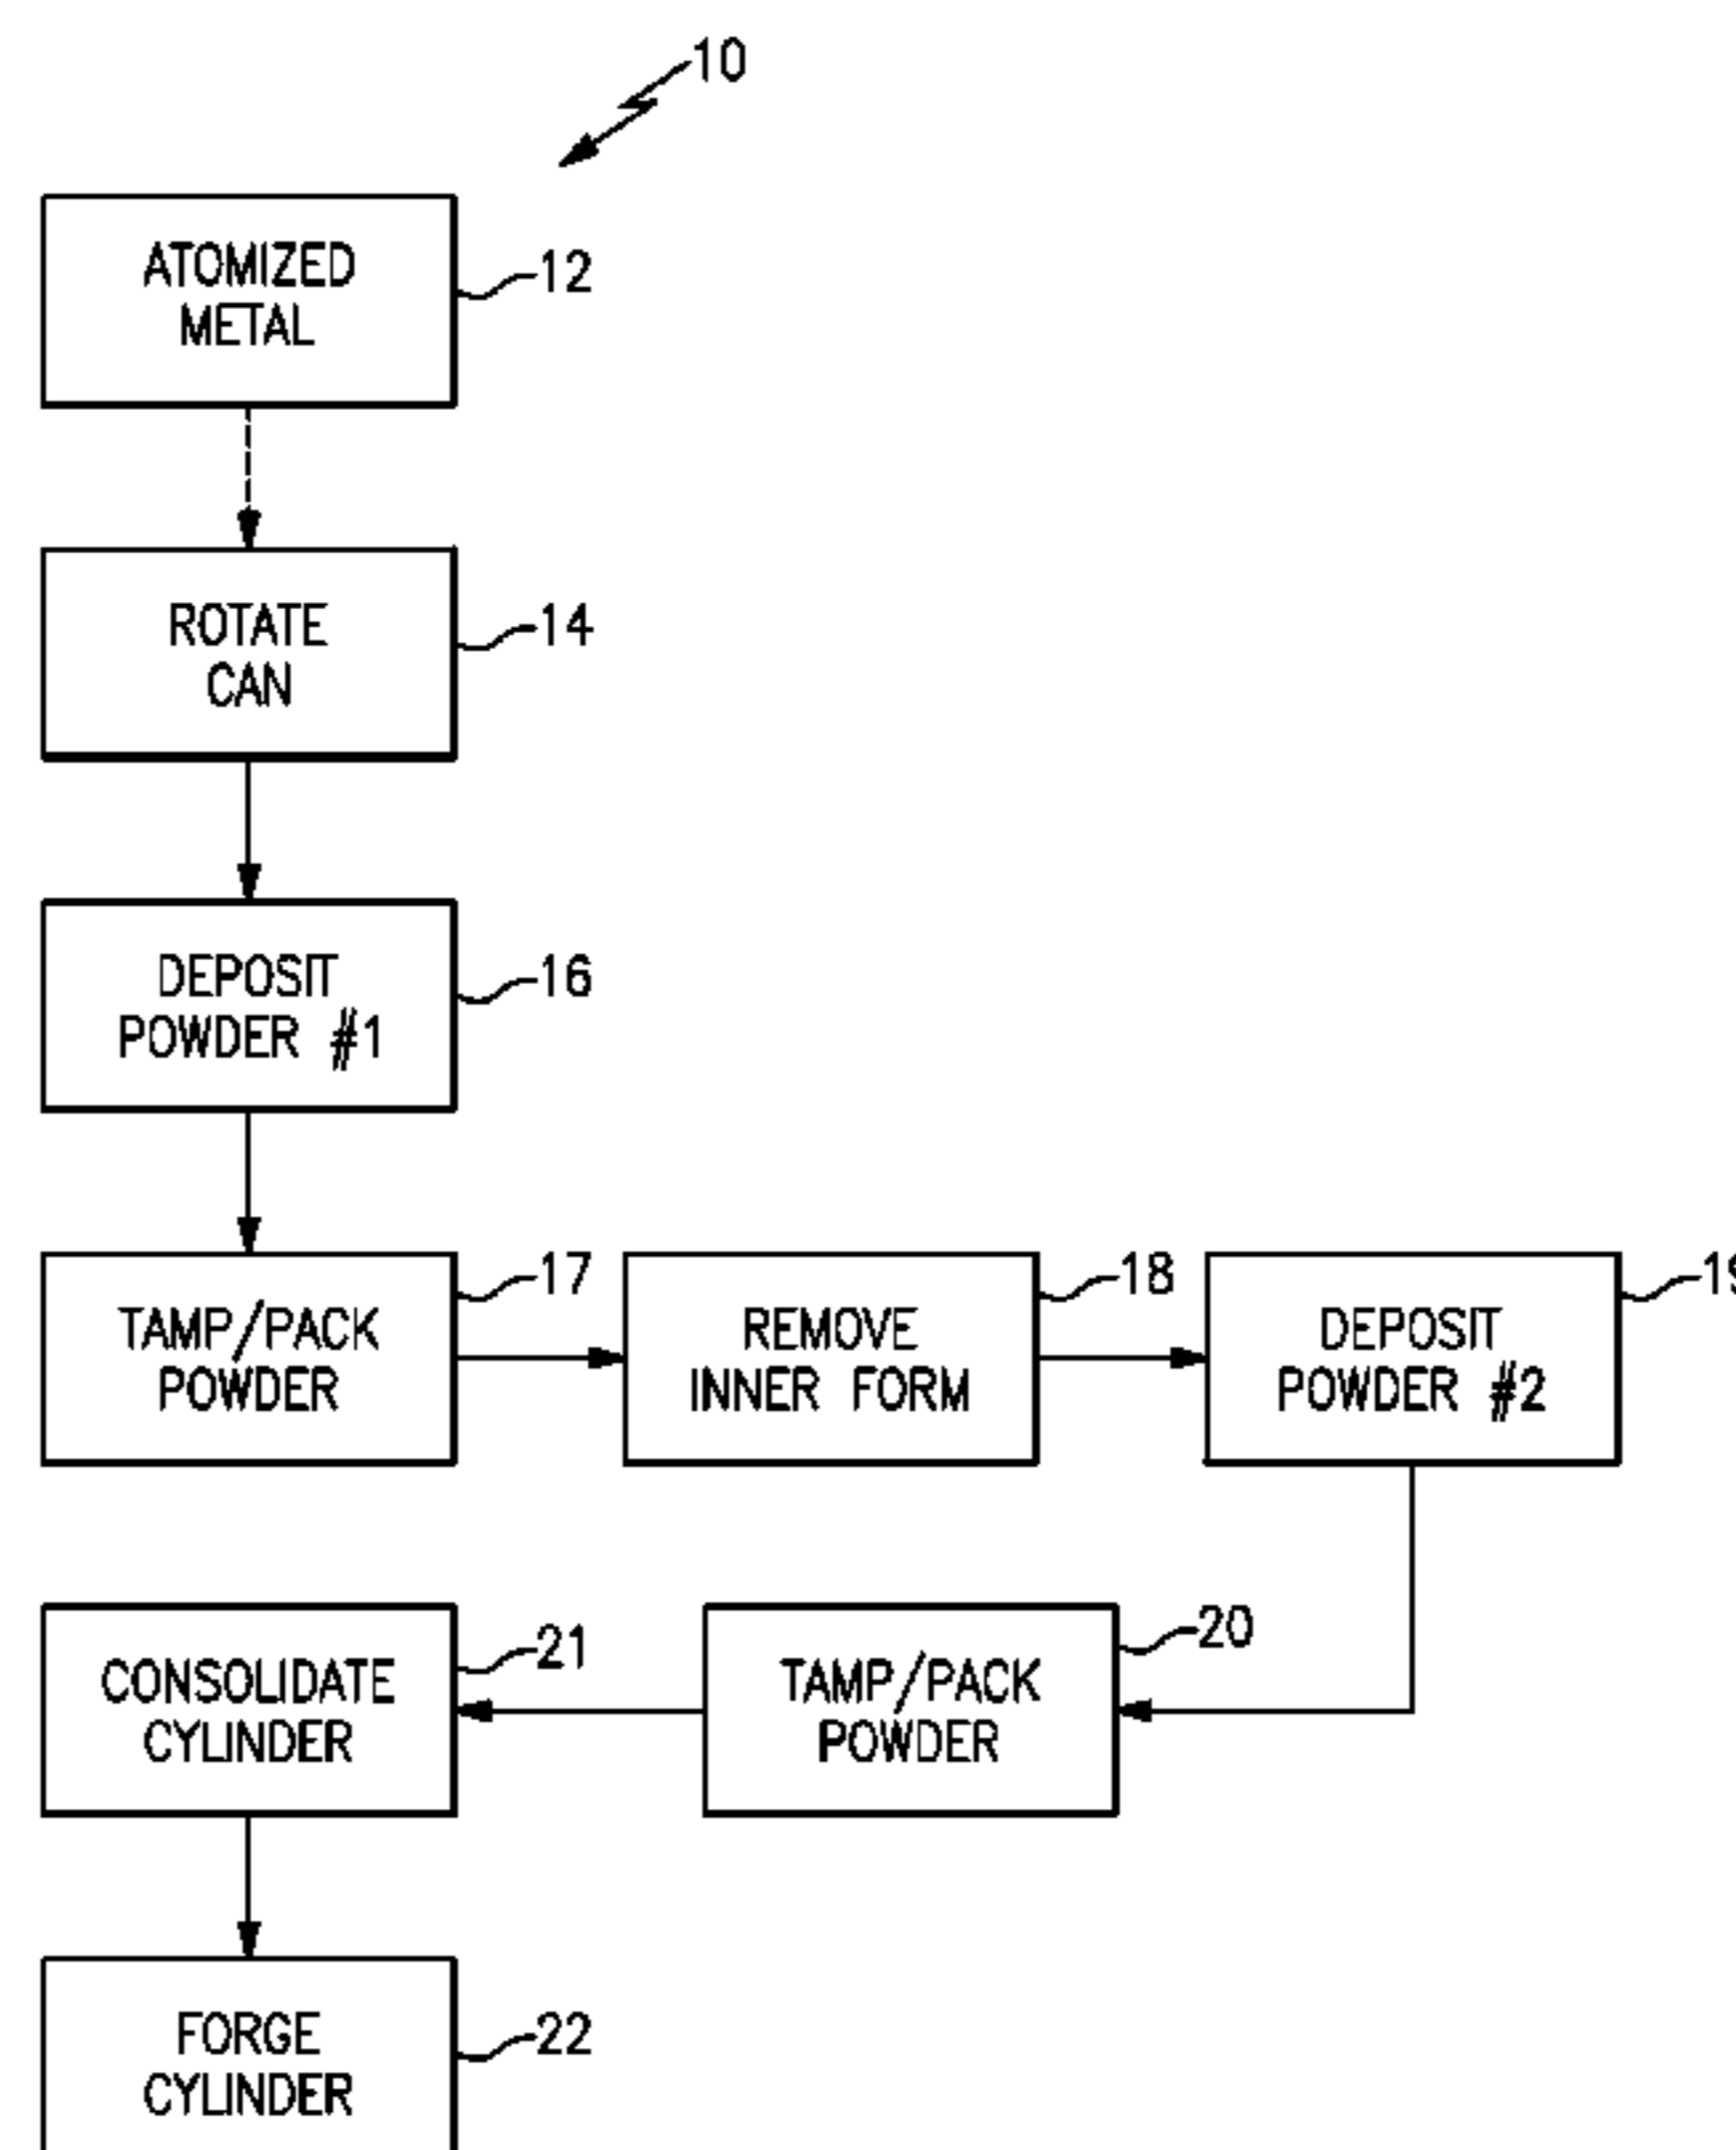 10
ATOMIZED
METAL
12
ROTATE
CAN
14
DEPOSIT
POWDER #1
16
TAMP/PACK
POWDER
17
REMOVE
INNER FORM
18
DEPOSIT
POWDER #2
19
CONSOLIDATE
CYLINDER
21
TAMP/PACK
POWDER
20
FORGE
CYLINDER
22